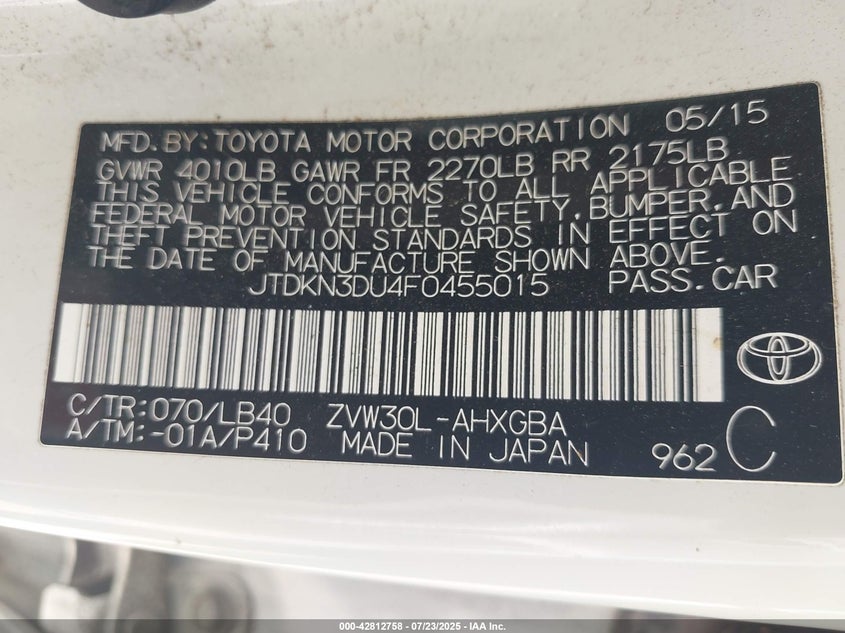 MFD. BY: TOYOTA MOTOR CORPORATION 05/15
GVWR 4010LB GAWR FR 2270LB RR 2175LB
THIS VEHICLE CONFORMS TO ALL APPLICABLE
FEDERAL MOTOR VEHICLE SAFETY, BUMPER, AND
THEFT PREVENTION STANDARDS IN EFFECT ON
THE DATE OF MANUFACTURE SHOWN ABOVE.
JTDKN3DU4F0455015 PASS. CAR
C/TR: 070/LB40 ZVW30L-AHXGBA
A/TM: -01A/P410 MADE IN JAPAN 962 C
000-42812758 - 07/23/2025 - IAA Inc.